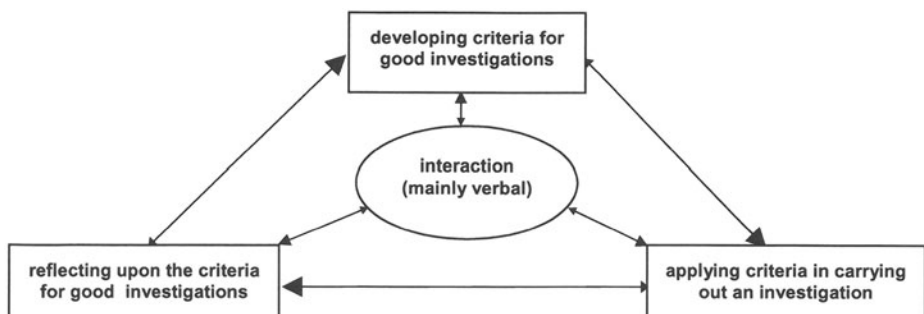 developing criteria for
good investigations
interaction
(mainly verbal)
reflecting upon the criteria
for good investigations
applying criteria in carrying
out an investigation